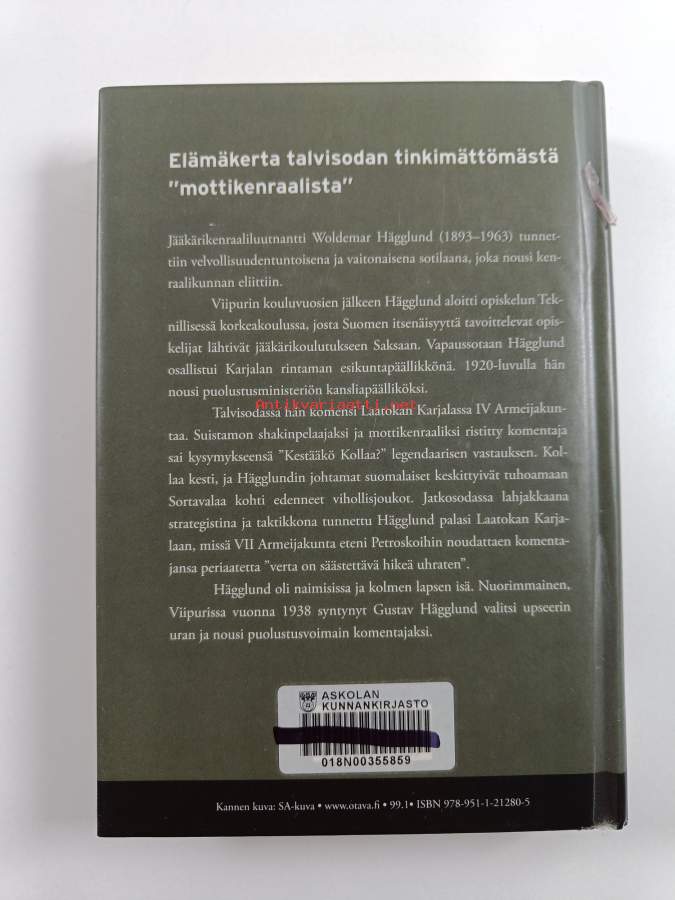 Elämäkerta talvisodan tinkimättömästä
”mottikenraalista”
Jääkärikenraaliluutnantti Woldemar Hägglund (1893–1963) tunnet-
tiin velvollisuudentuntoisena ja vaitonaisena sotilaana, joka nousi ken-
raalikunnan eliittiin.
Viipurin kouluvuosien jälkeen Hägglund aloitti opiskelun Tek-
nillisessä korkeakoulussa, josta Suomen itsenäisyyttä tavoittelevat opis-
kelijat lähtivät jääkärikoulutukseen Saksaan. Vapaussotaan Hägglund
osallistui Karjalan rintaman esikuntapäällikkönä. 1920-luvulla hän
nousi puolustusministeriön kansliapäälliköksi.
Antikvariaatti.net
Talvisodassa hän komensi Laatokan Karjalassa IV Armeijakun-
taa. Suistamon shakinpelaajaksi ja mottikenraaliksi ristitty komentaja
sai kysymykseensä ”Kestääkö Kollaa?” legendaarisen vastauksen. Kol-
laa kesti, ja Hägglundin johtamat suomalaiset keskittyivät tuhoamaan
Sortavalaa kohti edenneet vihollisjoukot. Jatkosodassa lahjakkaana
strategistina ja taktikkona tunnettu Hägglund palasi Laatokan Karja-
laan, missä VII Armeijakunta eteni Petroskoihin noudattaen komenta-
jansa periaatetta ”verta on säästettävä hikeä uhraten”.
Hägglund oli naimisissa ja kolmen lapsen isä. Nuorimmainen,
Viipurissa vuonna 1938 syntynyt Gustav Hägglund valitsi upseerin
uran ja nousi puolustusvoimain komentajaksi.
ASKOLAN
KUNNANKIRJASTO
018N00355859
Kannen kuva: SA-kuva • www.otava.fi • 99.1 • ISBN 978-951-1-21280-5